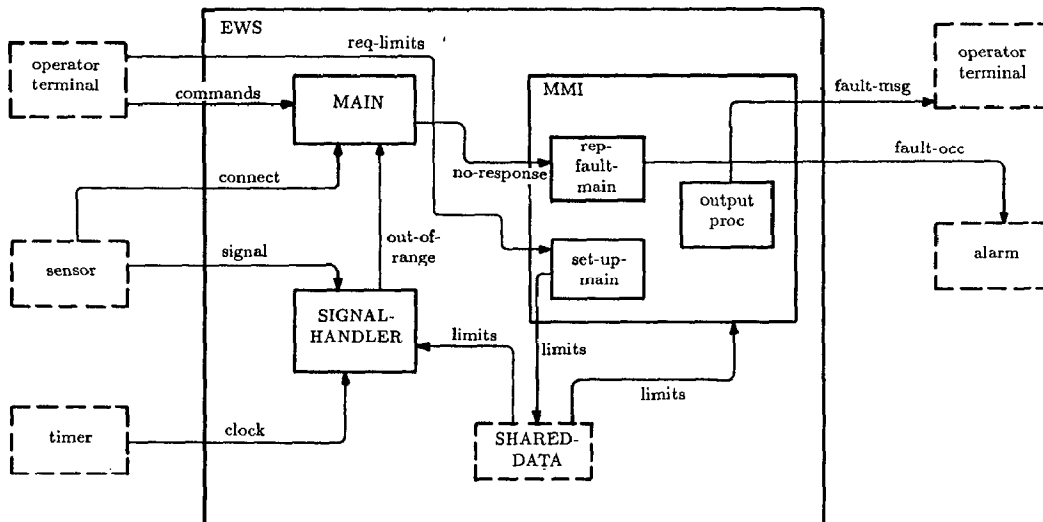 EWS
operator
terminal
req-limits
commands
MAIN
MMI
fault-msg
operator
terminal
connect
no-response
rep-
fault-
main
fault-occ
output
proc
sensor
signal
out-of-
range
set-up-
main
alarm
SIGNAL-
HANDLER
limits
limits
limits
timer
clock
SHARED-
DATA